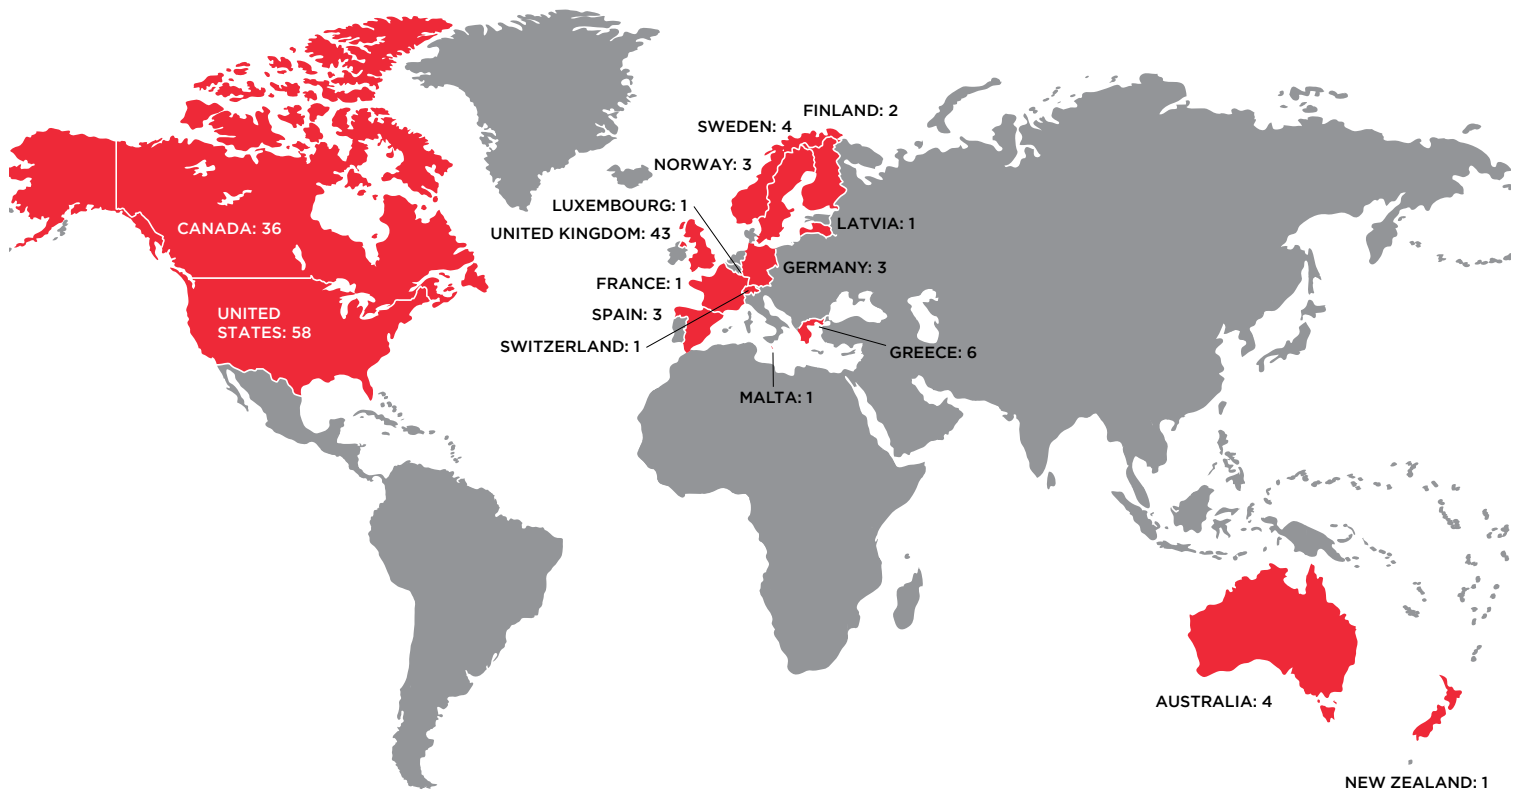 FINLAND: 2
SWEDEN: 4
NORWAY: 3
LUXEMBOURG: 1
UNITED KINGDOM: 43
LATVIA: 1
CANADA: 36
GERMANY: 3
FRANCE: 1
UNITED
STATES: 58
SPAIN: 3
SWITZERLAND: 1
GREECE: 6
MALTA: 1
AUSTRALIA: 4
NEW ZEALAND: 1